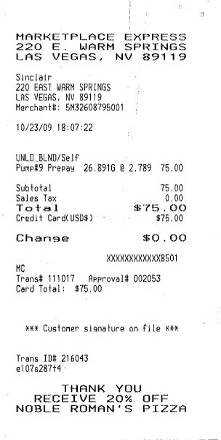 MARKETPLACE EXPRESS
220 E. WARM SPRINGS
LAS VEGAS, NV 89119
Sinclair
220 EAST WARM SPRINGS
LAS VEGAS, NV 89119
Merchant#: 5M32608795001
10/23/09 18:07:22
UNLD_BLND/Self
Pump#9 Prepay 26.891G @ 2.789 75.00
Subtotal 75.00
Sales Tax 0.00
Total $75.00
Credit Card(USD$) $75.00
Change $0.00
XXXXXXXXXXXX8501
MC
Trans# 111017 Approval# 002053
Card Total: $75.00
*** Customer signature on file ***
Trans ID# 216043
e107s287t4
THANK YOU
RECEIVE 20% OFF
NOBLE ROMAN'S PIZZA